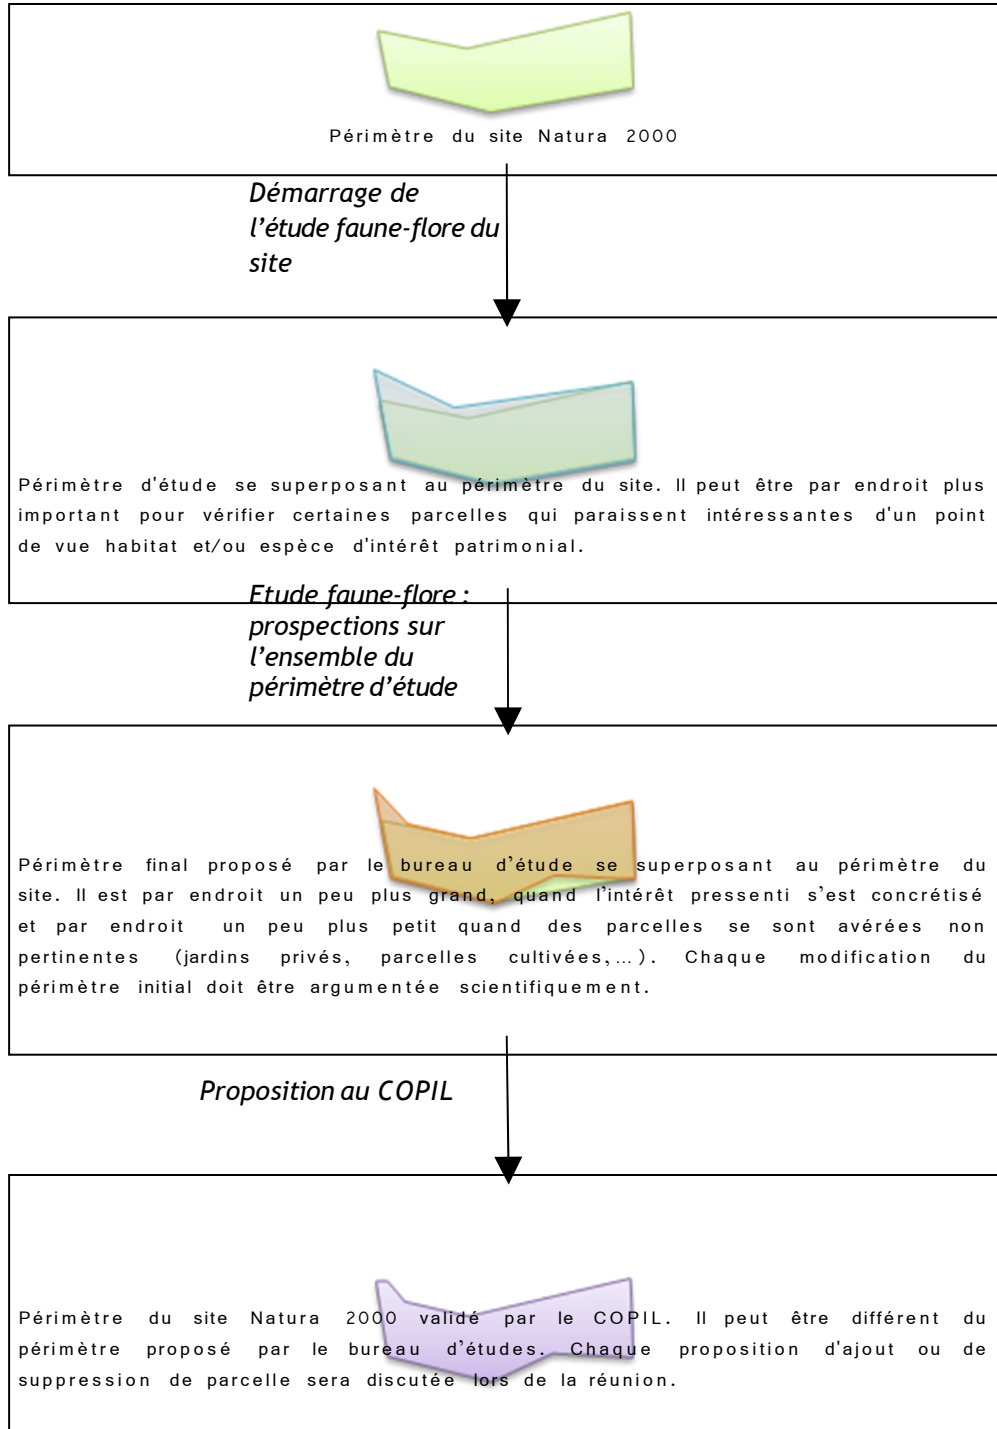 Périmètre du site Natura 2000
Démarrage de
l’étude faune-flore du
site
Périmètre d'étude se superposant au périmètre du site. Il peut être par endroit plus
important pour vérifier certaines parcelles qui paraissent intéressantes d'un point
de vue habitat et/ou espèce d'intérêt patrimonial.
Etude faune-flore :
prospections sur
l’ensemble du
périmètre d’étude
Périmètre final proposé par le bureau d’étude se superposant au périmètre du
site. Il est par endroit un peu plus grand, quand l’intérêt pressenti s’est concrétisé
et par endroit un peu plus petit quand des parcelles se sont avérées non
pertinentes (jardins privés, parcelles cultivées,…). Chaque modification du
périmètre initial doit être argumentée scientifiquement.
Proposition au COPIL
Périmètre du site Natura 2000 validé par le COPIL. Il peut être différent du
périmètre proposé par le bureau d’études. Chaque proposition d'ajout ou de
suppression de parcelle sera discutée lors de la réunion.